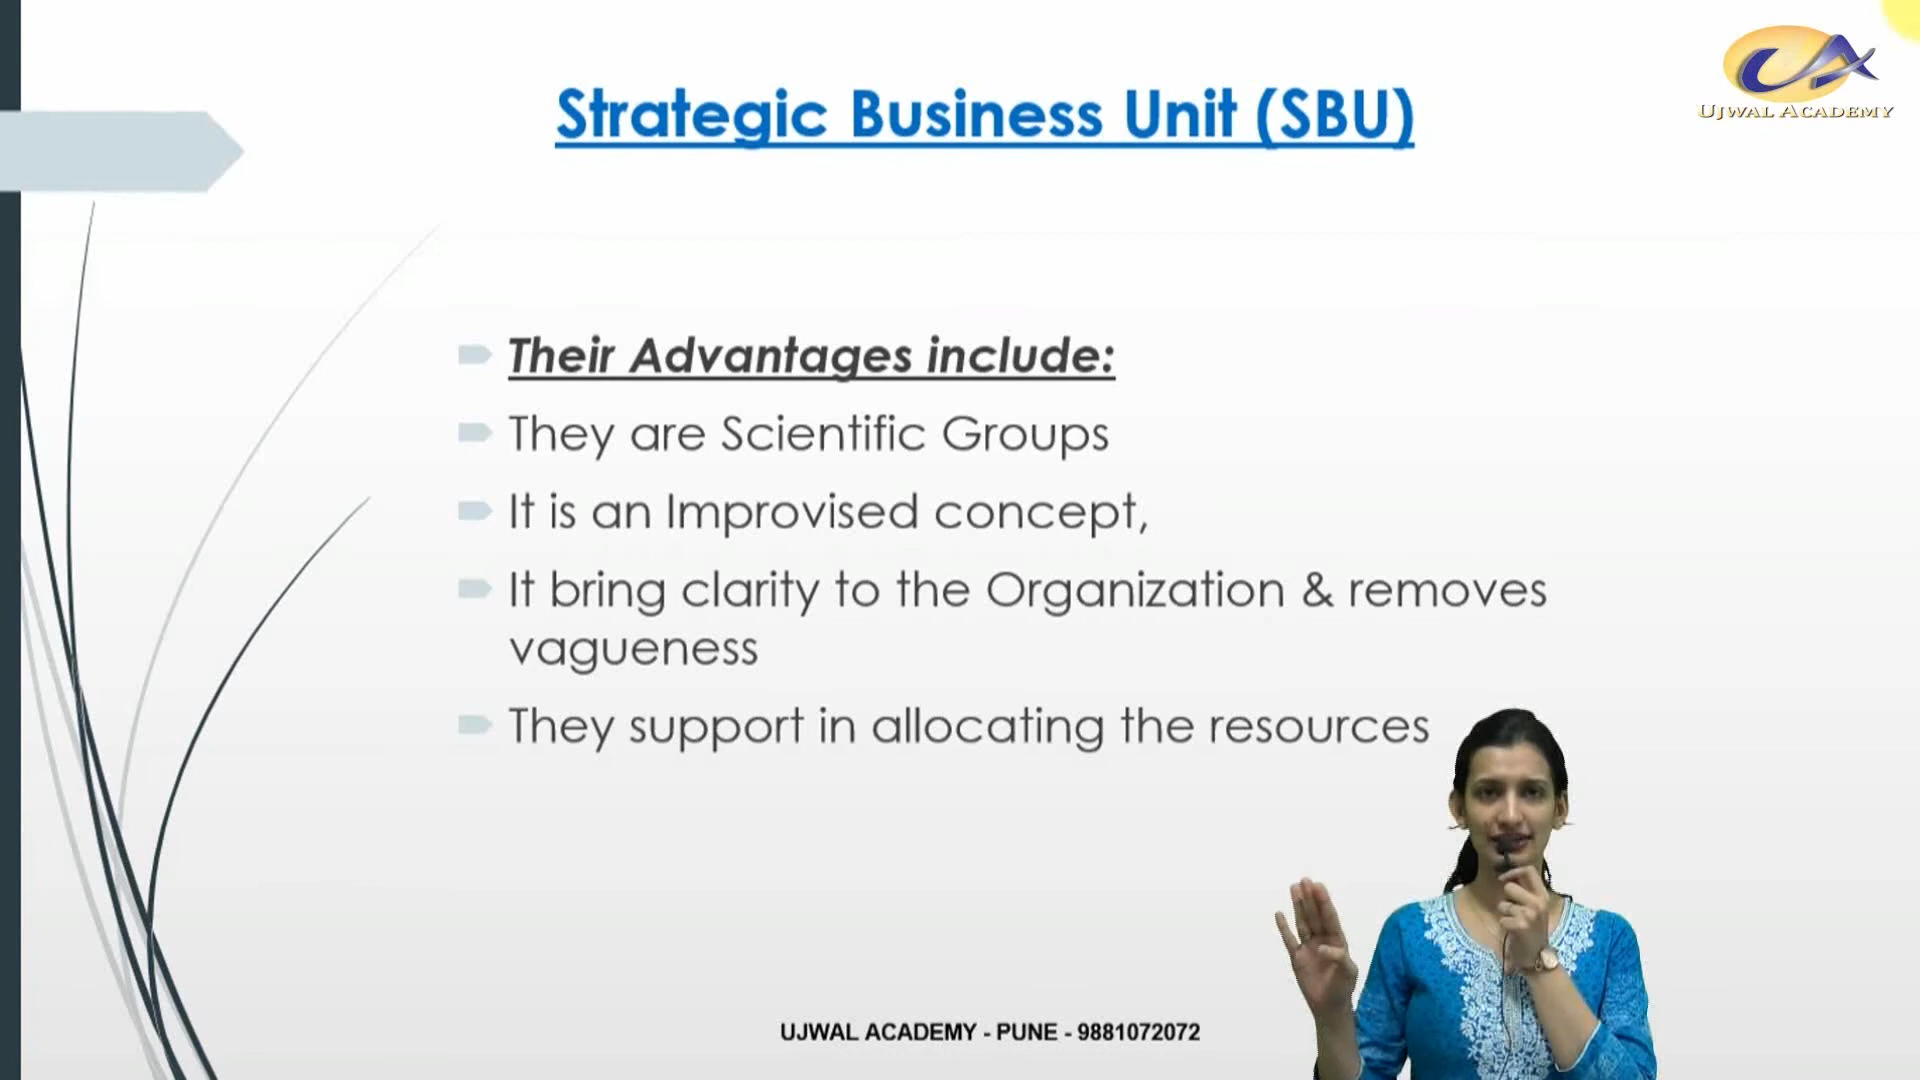 UJWAL ACADEMY
Strategic Business Unit (SBU)
Their Advantages include:
They are Scientific Groups
It is an Improvised concept,
It bring clarity to the Organization & removes
vagueness
They support in allocating the resources
UJWAL ACADEMY - PUNE - 9881072072